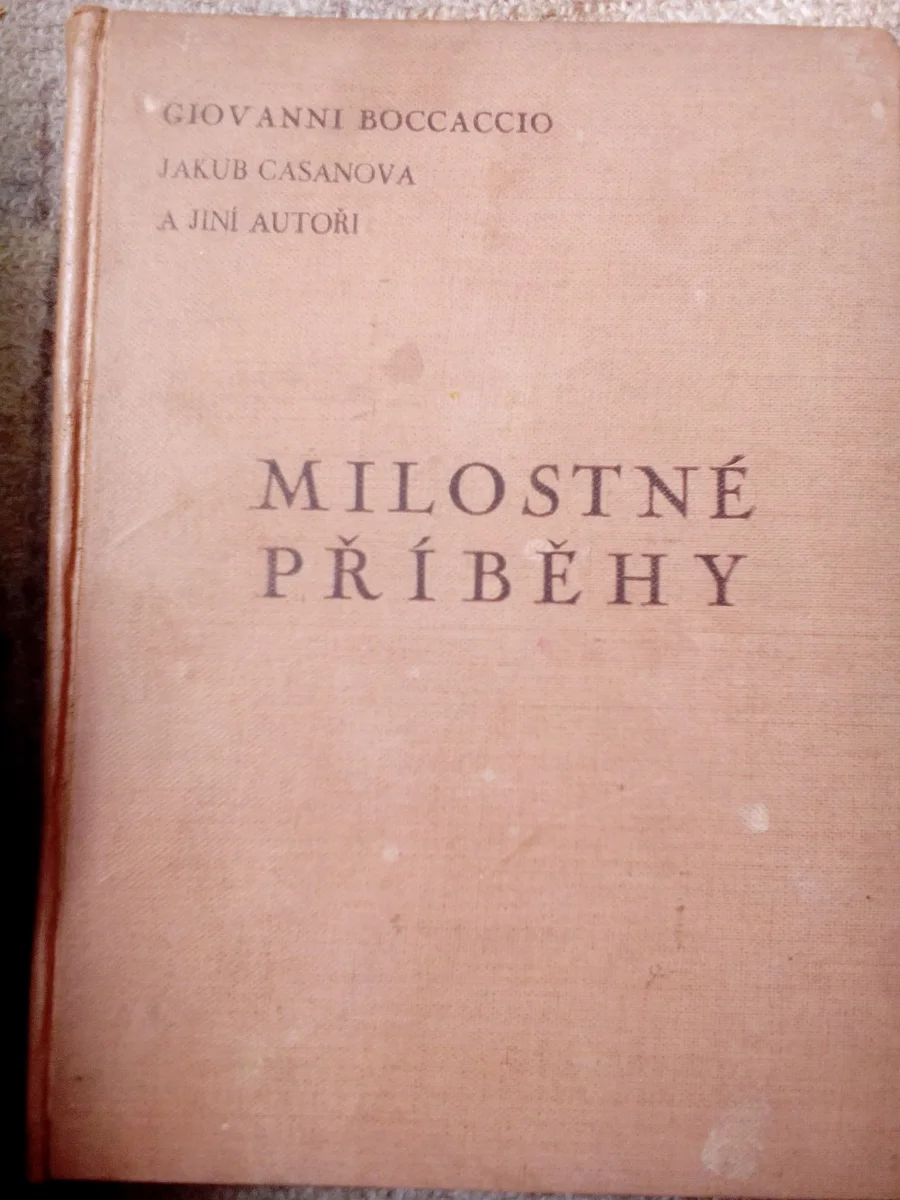 GIOVANNI BOCCACCIO
JAKUB CASANOVA
A JINÍ AUTOŘI
MILOSTNÉ
PŘÍBĚHY